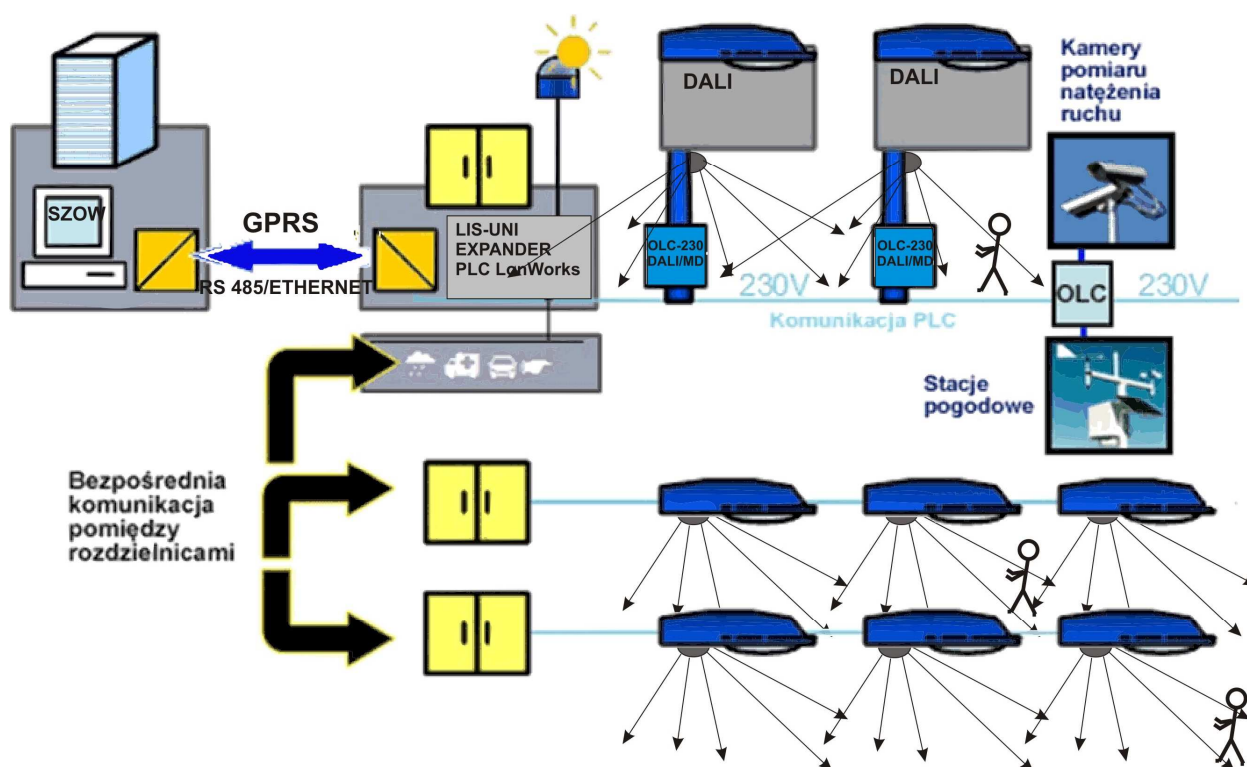 Kamery
pomiaru
natężenia
ruchu
DALI
DALI
SZOW
GPRS
RS 485/ETHERNET
LIS-UNI
EXPANDER
PLC LonWorks
OLC-230
DALI/MD
OLC-230
DALI/MD
230V
OLC
230V
Komunikacja PLC
Stacje
pogodowe
Bezpośrednia
komunikacja
pomiędzy
rozdzielnicami